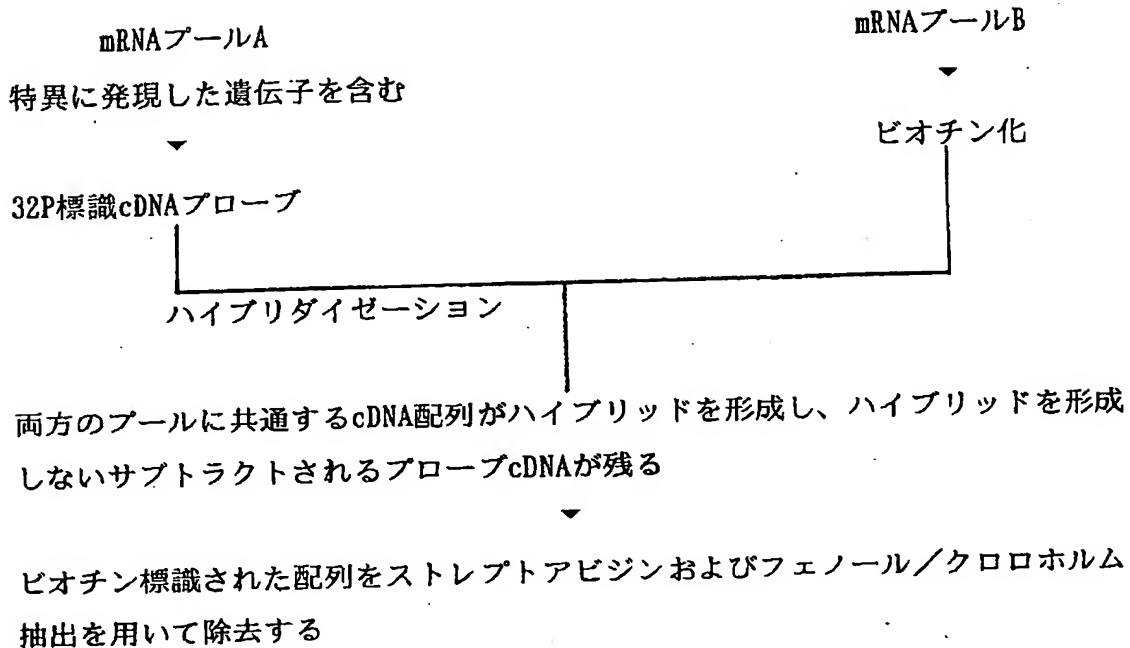 mRNAプールA
mRNAプールB
特異に発現した遺伝子を含む
ビオチン化
32P標識cDNAプローブ
ハイブリダイゼーション
両方のプールに共通するcDNA配列がハイブリッドを形成し、ハイブリッドを形成
しないサブトラクトされるプローブcDNAが残る
ビオチン標識された配列をストレプトアビジンおよびフェノール／クロロホルム
抽出を用いて除去する